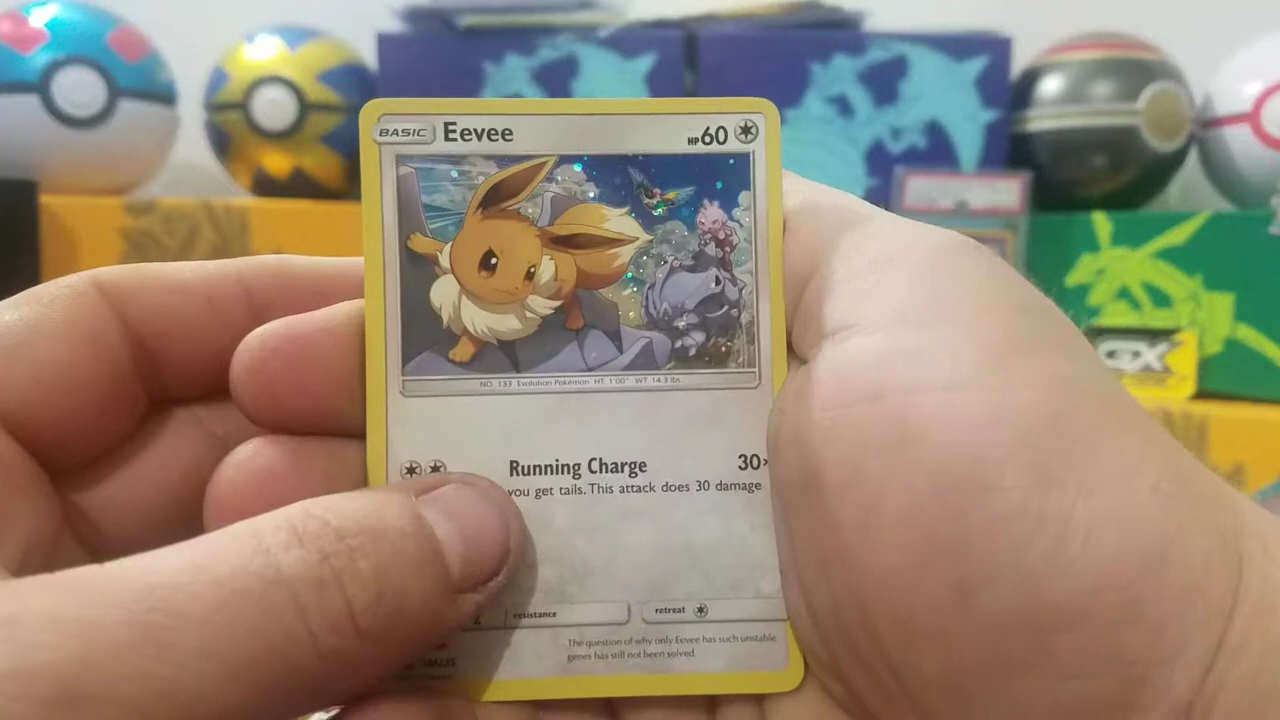 BASIC Eevee HP60
NO. 133 Evolution Pokémon HT: 1'00" WT: 14.3 lbs.
Running Charge 30×
you get tails. This attack does 30 damage
resistance retreat
The question of why only Eevee has such unstable
genes has still not been solved.
GX